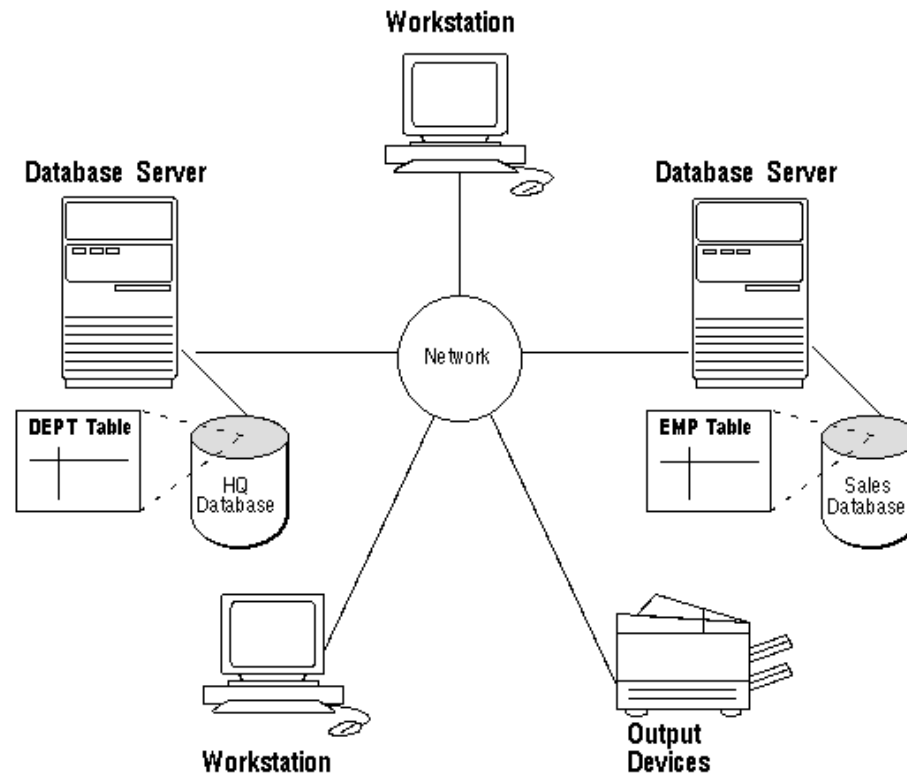 Workstation
Database Server
Database Server
Network
DEPT Table
HQ
Database
EMP Table
Sales
Database
Workstation
Output
Devices